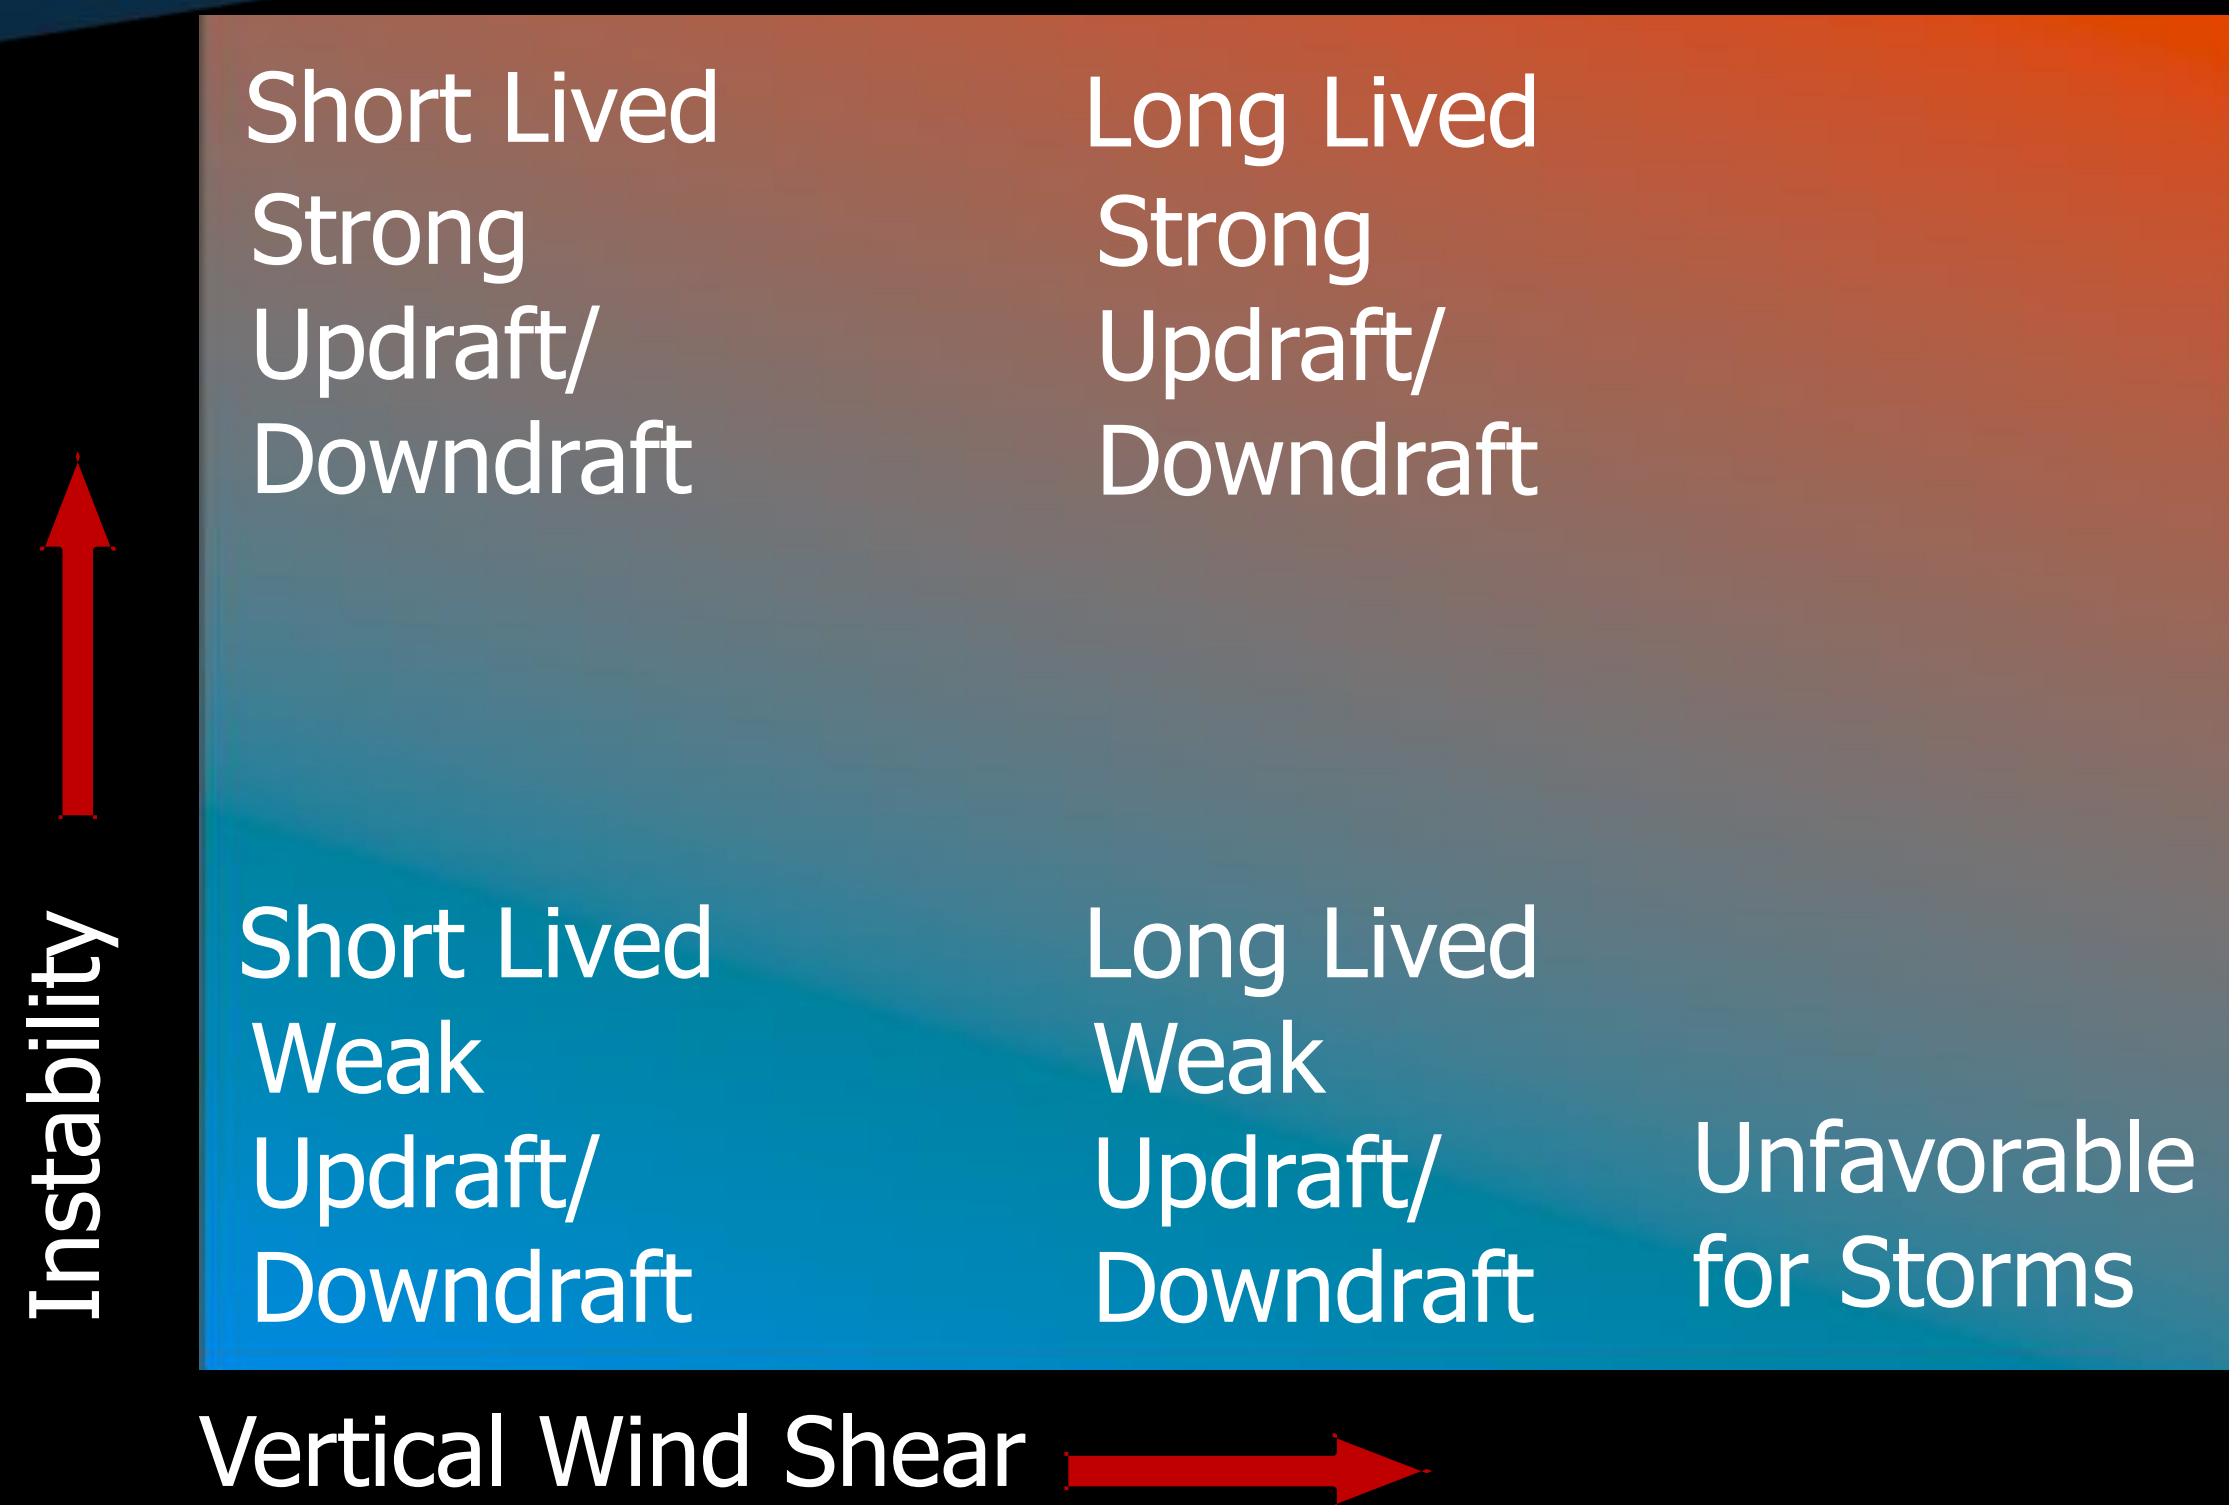 Short Lived
Strong
Updraft/
Downdraft
Long Lived
Strong
Updraft/
Downdraft
Short Lived
Weak
Updraft/
Downdraft
Long Lived
Weak
Updraft/
Downdraft
Unfavorable
for Storms
Instability
Vertical Wind Shear